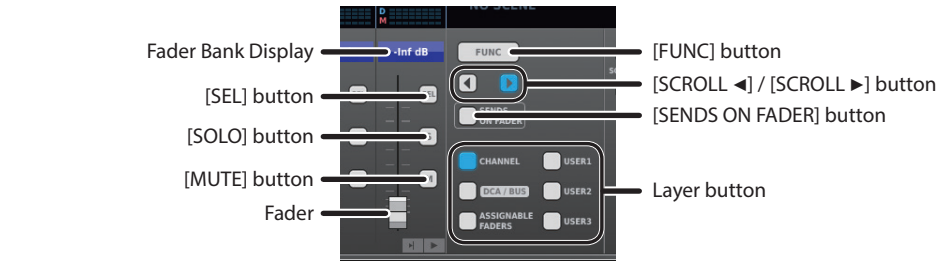 D
M
NO SCENE
Fader Bank Display
-Inf dB
FUNC
[FUNC] button
[SEL] button
[SCROLL ◄] / [SCROLL ►] button
SENDS
ON FADER
[SENDS ON FADER] button
[SOLO] button
CHANNEL
USER1
[MUTE] button
DCA / BUS
USER2
Layer button
Fader
ASSIGNABLE
FADERS
USER3